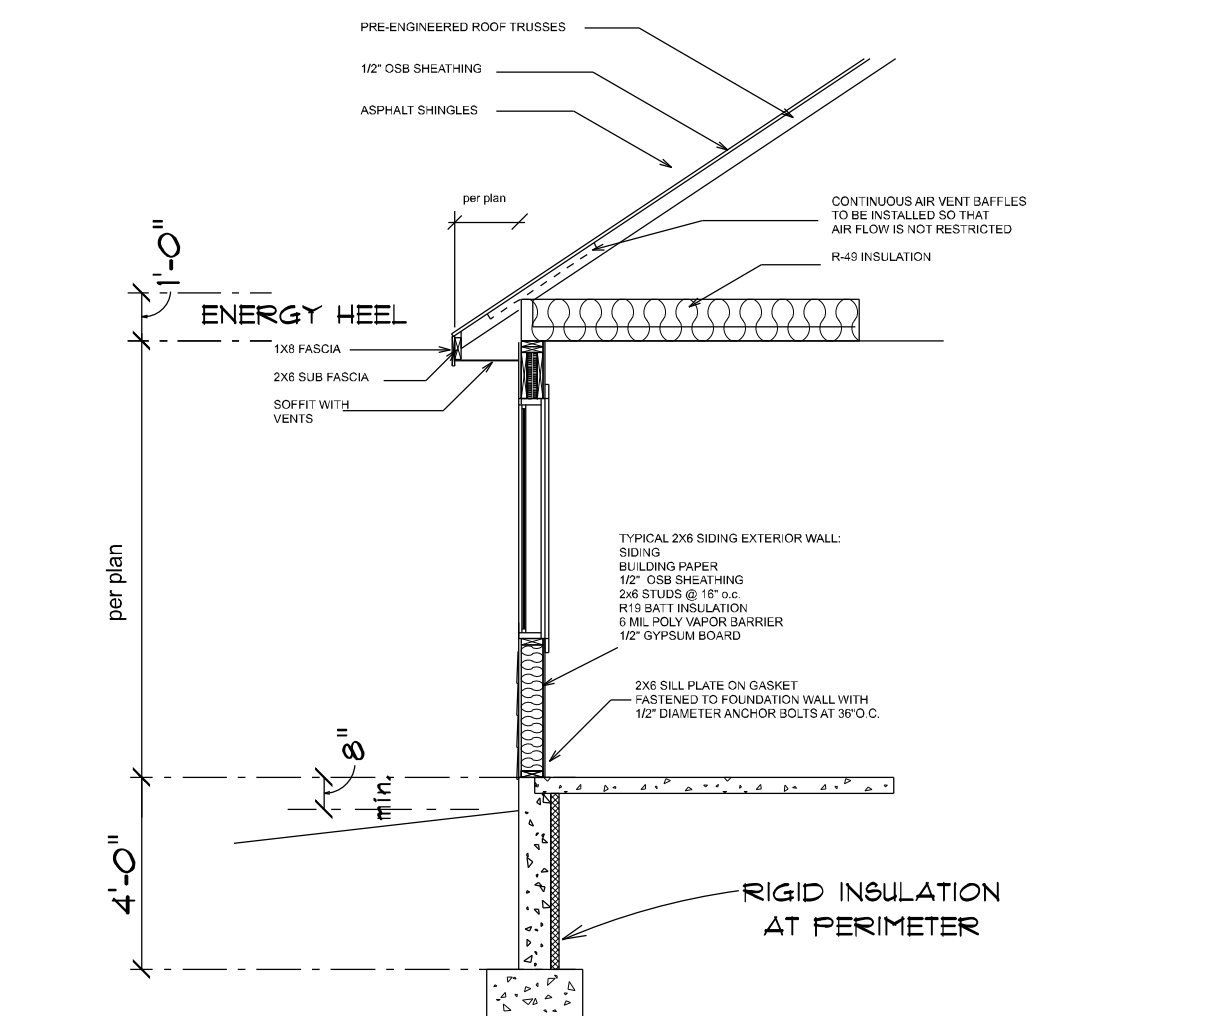 PRE-ENGINEERED ROOF TRUSSES
1/2" OSB SHEATHING
ASPHALT SHINGLES
per plan
CONTINUOUS AIR VENT BAFFLES
TO BE INSTALLED SO THAT
AIR FLOW IS NOT RESTRICTED
R-49 INSULATION
1'-0"
ENERGY HEEL
1X8 FASCIA
2X6 SUB FASCIA
SOFFIT WITH
VENTS
per plan
TYPICAL 2X6 SIDING EXTERIOR WALL:
SIDING
BUILDING PAPER
1/2" OSB SHEATHING
2x6 STUDS @ 16" o.c.
R19 BATT INSULATION
6 MIL POLY VAPOR BARRIER
1/2" GYPSUM BOARD
2X6 SILL PLATE ON GASKET
FASTENED TO FOUNDATION WALL WITH
1/2" DIAMETER ANCHOR BOLTS AT 36"O.C.
8"
min.
4'-0"
RIGID INSULATION
AT PERIMETER